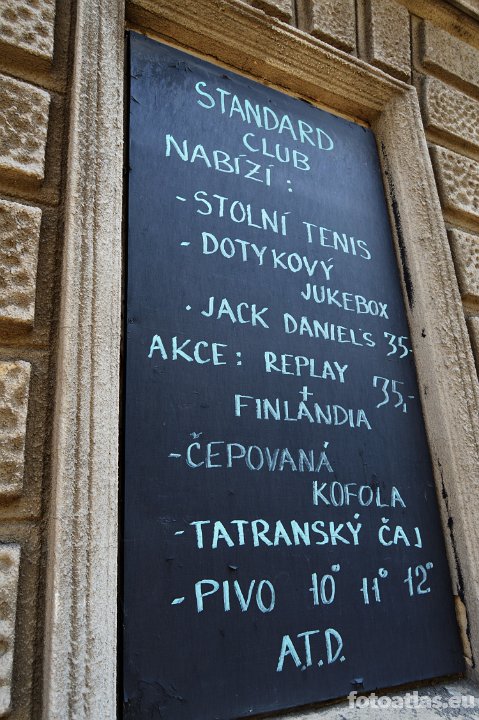 STANDARD
CLUB
NABÍZÍ :
- STOLNÍ TENIS
- DOTYKOVÝ
JUKEBOX
. JACK DANIEL'S 35-
AKCE : REPLAY
+ 35,-
FINLANDIA
- ČEPOVANÁ
KOFOLA
- TATRANSKÝ ČAJ
- PIVO 10° 11° 12°
A.T.D.
fotoatlas.eu